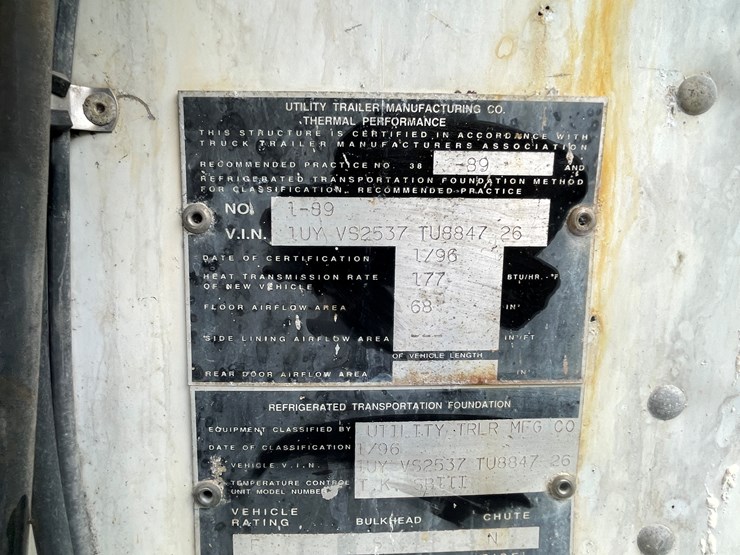 UTILITY TRAILER MANUFACTURING CO.
THERMAL PERFORMANCE
THIS STRUCTURE IS CERTIFIED IN ACCORDANCE WITH
TRUCK TRAILER MANUFACTURERS ASSOCIATION
RECOMMENDED PRACTICE NO. 38 -89 AND
REFRIGERATED TRANSPORTATION FOUNDATION METHOD
FOR CLASSIFICATION, RECOMMENDED PRACTICE
NO. 1-89
V.I.N. 1UY VS2537 TU8847 26
DATE OF CERTIFICATION 1/96
HEAT TRANSMISSION RATE 177 BTU/HR.-°F
OF NEW VEHICLE
FLOOR AIRFLOW AREA 68 IN²
SIDE LINING AIRFLOW AREA --- IN²/FT
OF VEHICLE LENGTH
REAR DOOR AIRFLOW AREA IN²
REFRIGERATED TRANSPORTATION FOUNDATION
EQUIPMENT CLASSIFIED BY UTILITY TRLR MFG CO
DATE OF CLASSIFICATION 1/96
VEHICLE V.I.N. 1UY VS2537 TU8847 26
TEMPERATURE CONTROL T.K. SBIII
UNIT MODEL NUMBER
VEHICLE
RATING BULKHEAD CHUTE
F N